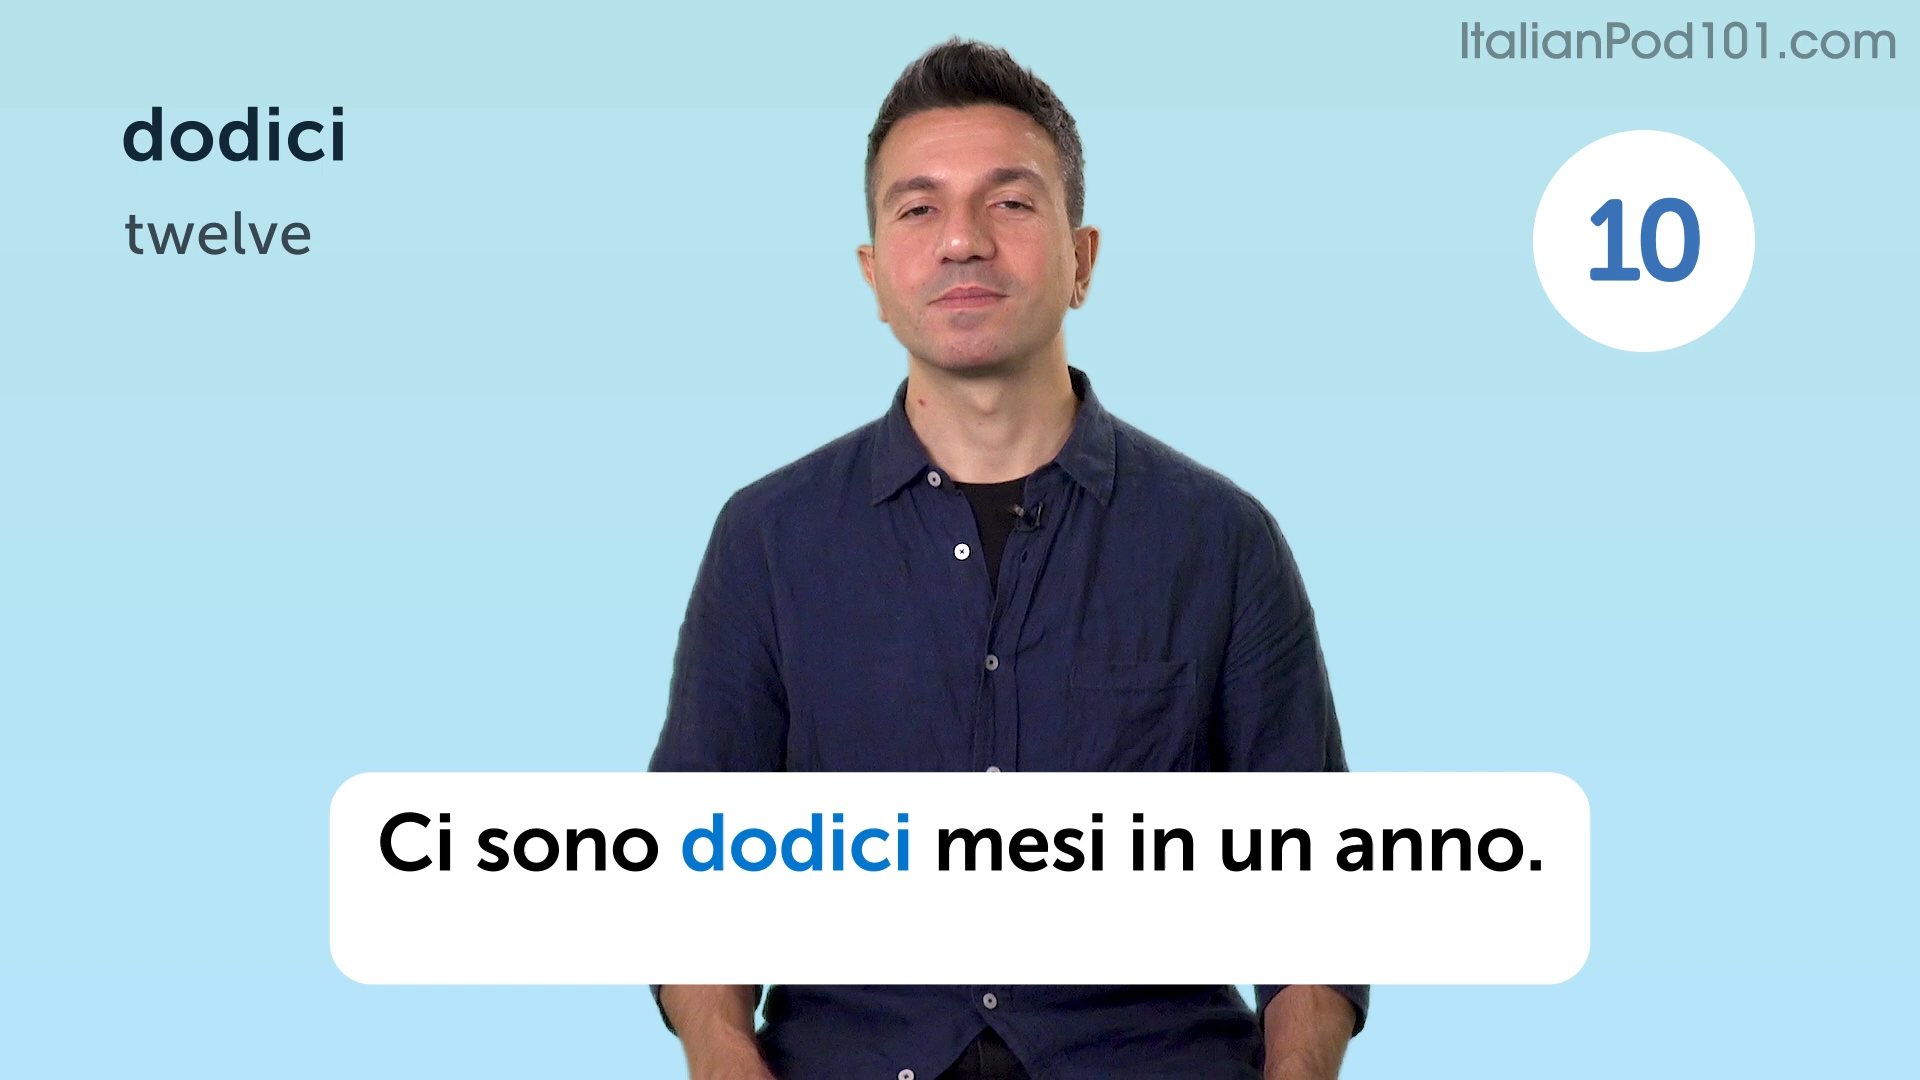 ItalianPod101.com
dodici
twelve
10
Ci sono dodici mesi in un anno.